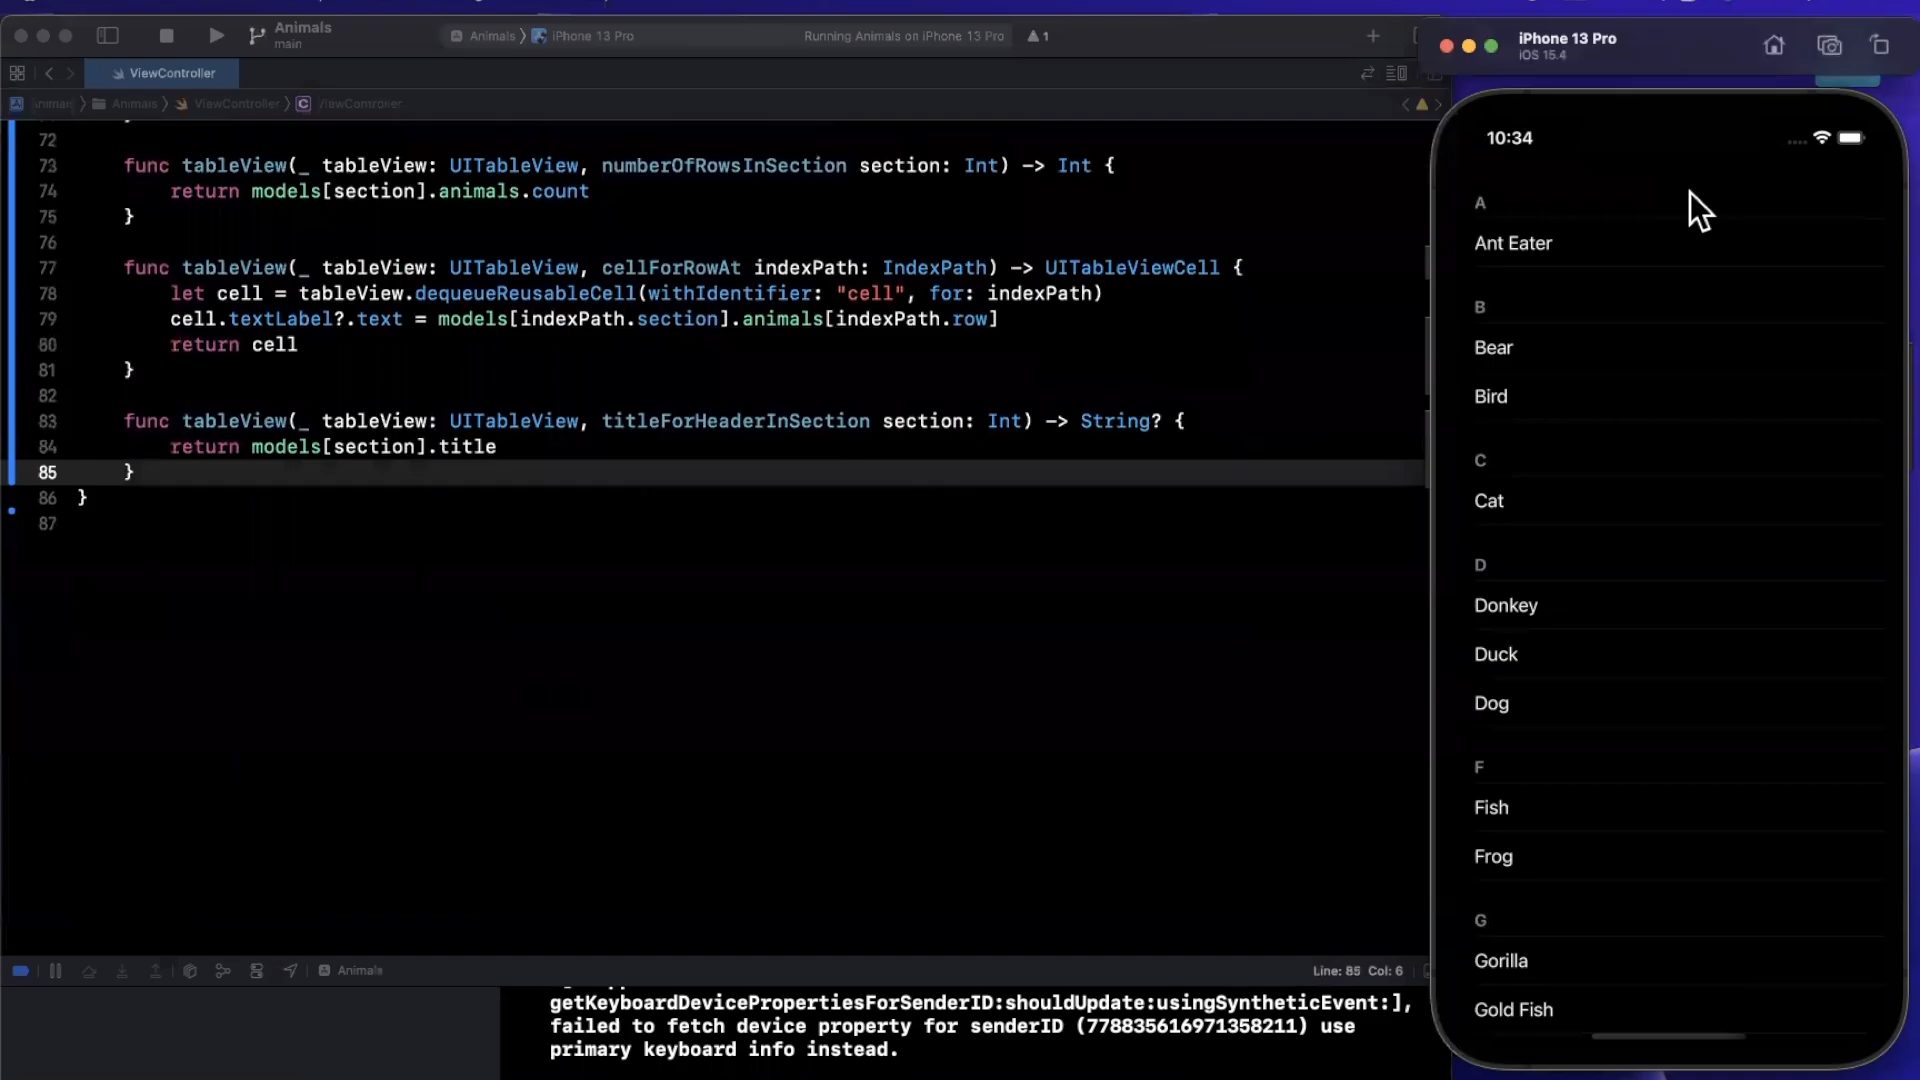 Animals
main
Animals
iPhone 13 Pro
Running Animals on iPhone 13 Pro
1
ViewController
Animals
ViewController
C
ViewController
72
73 func tableView(_ tableView: UITableView, numberOfRowsInSection section: Int) -> Int {
74 return models[section].animals.count
75 }
76
77 func tableView(_ tableView: UITableView, cellForRowAt indexPath: IndexPath) -> UITableViewCell {
78 let cell = tableView.dequeueReusableCell(withIdentifier: "cell", for: indexPath)
79 cell.textLabel?.text = models[indexPath.section].animals[indexPath.row]
80 return cell
81 }
82
83 func tableView(_ tableView: UITableView, titleForHeaderInSection section: Int) -> String? {
84 return models[section].title
85 }
86 }
87
Animals
Line: 85 Col: 6
getKeyboardDevicePropertiesForSenderID:shouldUpdate:usingSyntheticEvent:],
failed to fetch device property for senderID (778835616971358211) use
primary keyboard info instead.
iPhone 13 Pro
iOS 15.4
10:34
A
Ant Eater
B
Bear
Bird
C
Cat
D
Donkey
Duck
Dog
F
Fish
Frog
G
Gorilla
Gold Fish